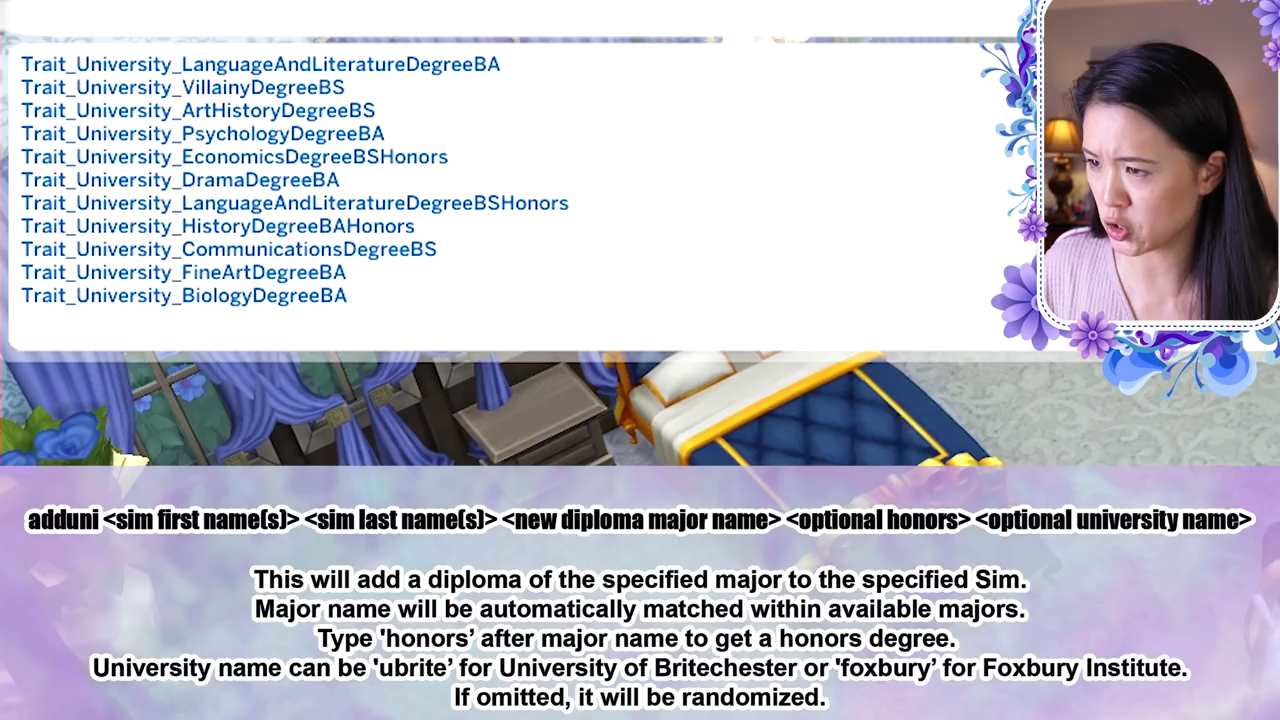 Trait_University_LanguageAndLiteratureDegreeBA
Trait_University_VillainyDegreeBS
Trait_University_ArtHistoryDegreeBS
Trait_University_PsychologyDegreeBA
Trait_University_EconomicsDegreeBSHonors
Trait_University_DramaDegreeBA
Trait_University_LanguageAndLiteratureDegreeBSHonors
Trait_University_HistoryDegreeBAHonors
Trait_University_CommunicationsDegreeBS
Trait_University_FineArtDegreeBA
Trait_University_BiologyDegreeBA
adduni <sim first name(s)> <sim last name(s)> <new diploma major name> <optional honors> <optional university name>
This will add a diploma of the specified major to the specified Sim.
Major name will be automatically matched within available majors.
Type 'honors’ after major name to get a honors degree.
University name can be 'ubrite’ for University of Britechester or 'foxbury’ for Foxbury Institute.
If omitted, it will be randomized.